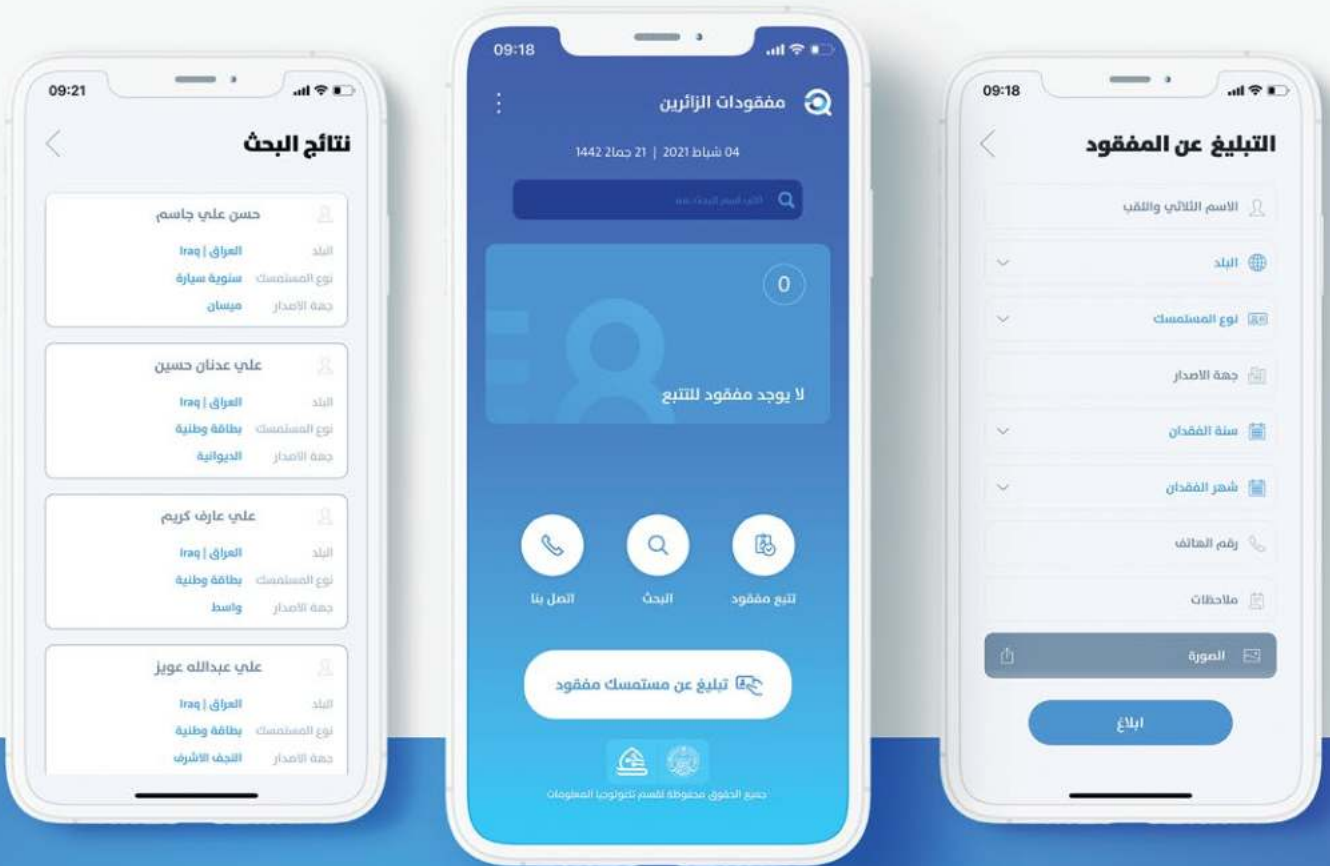 09:21
نتائج البحث
حسن علي جاسم
البلد العراق | Iraq
نوع المستمسك سنوية سيارة
جهة الاصدار ميسان
علي عدنان حسين
البلد العراق | Iraq
نوع المستمسك بطاقة وطنية
جهة الاصدار الديوانية
علي عارف كريم
البلد العراق | Iraq
نوع المستمسك بطاقة وطنية
جهة الاصدار واسط
علي عبدالله عويز
البلد العراق | Iraq
نوع المستمسك بطاقة وطنية
جهة الاصدار النجف الاشرف
09:18
مفقودات الزائرين
04 شباط 2021 | 21 جما2 1442
0
لا يوجد مفقود للتتبع
تتبع مفقود
البحث
اتصل بنا
تبليغ عن مستمسك مفقود
جميع الحقوق محفوظة لقسم تكنولوجيا المعلومات
09:18
التبليغ عن المفقود
الاسم الثلاثي واللقب
البلد
نوع المستمسك
جهة الاصدار
سنة الفقدان
شهر الفقدان
رقم الهاتف
ملاحظات
الصورة
ابلاغ